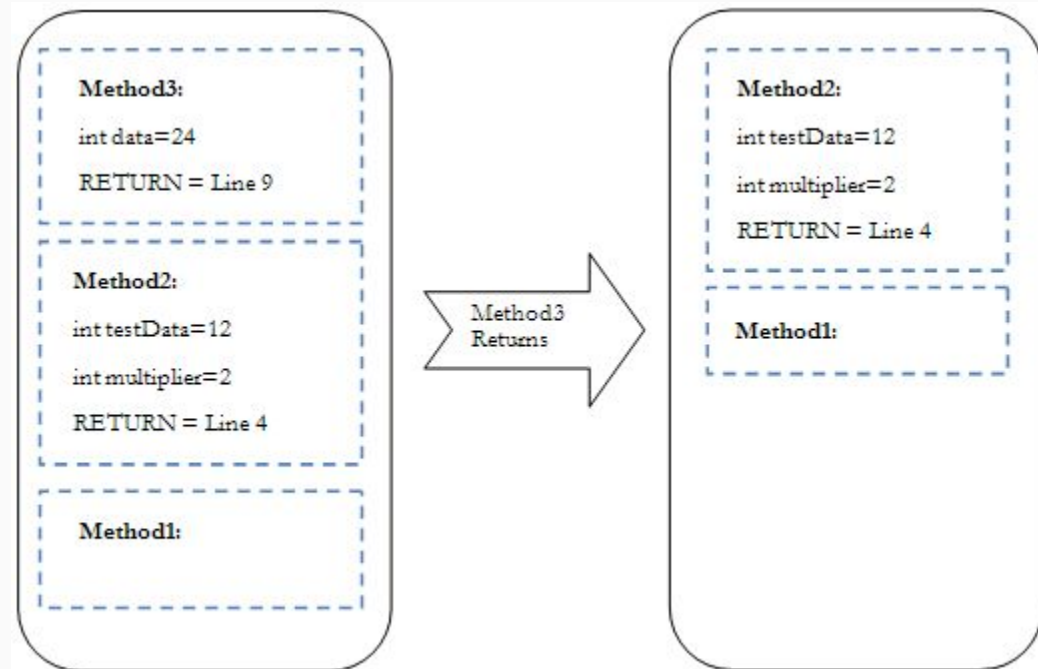 Method3:
int data=24
RETURN = Line 9
Method2:
int testData=12
int multiplier=2
RETURN = Line 4
Method1:
Method3
Returns
Method2:
int testData=12
int multiplier=2
RETURN = Line 4
Method1: